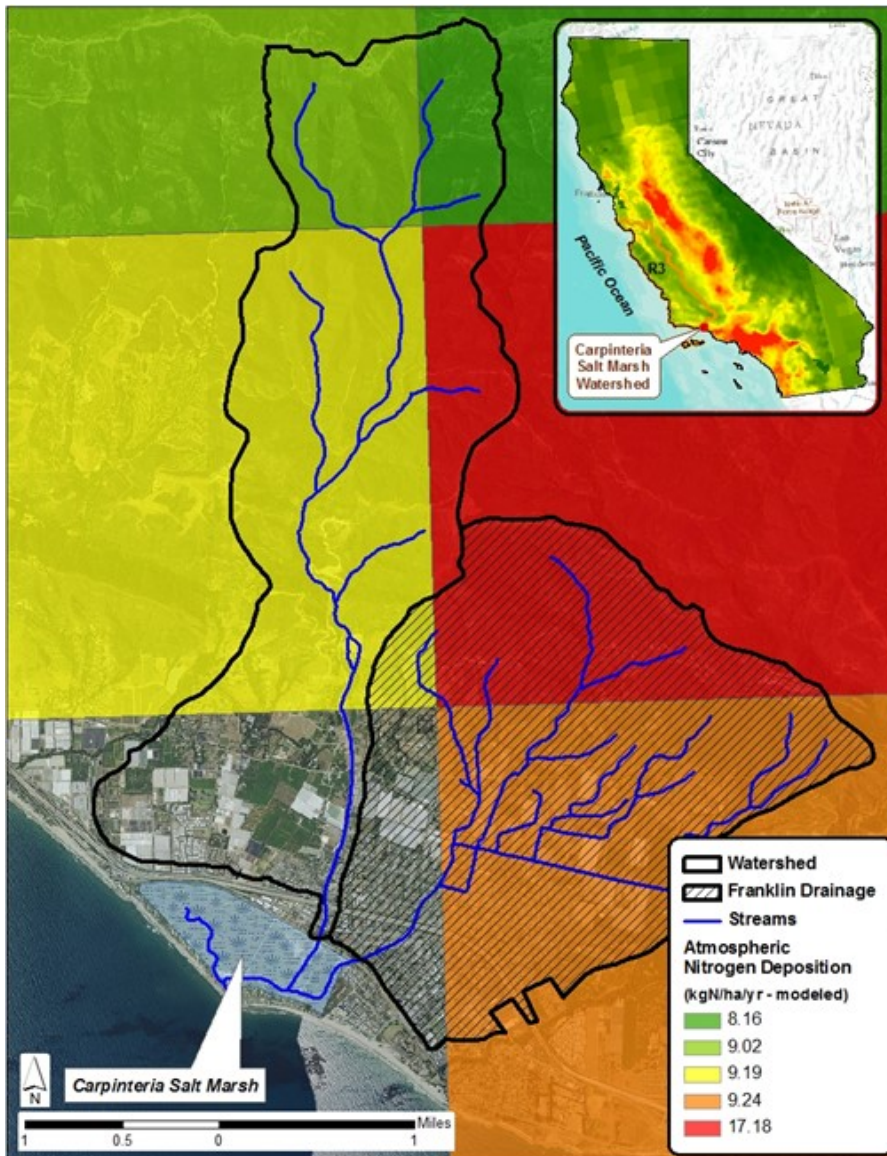 GREAT
NEVADA
BASIN
Carson
City
Las
Vegas
Pacific Ocean
R3
Carpinteria
Salt Marsh
Watershed
Watershed
Franklin Drainage
Streams
Atmospheric
Nitrogen Deposition
(kgN/ha/yr - modeled)
8.16
9.02
9.19
9.24
17.18
Carpinteria Salt Marsh
N
Miles
1 0.5 0 1